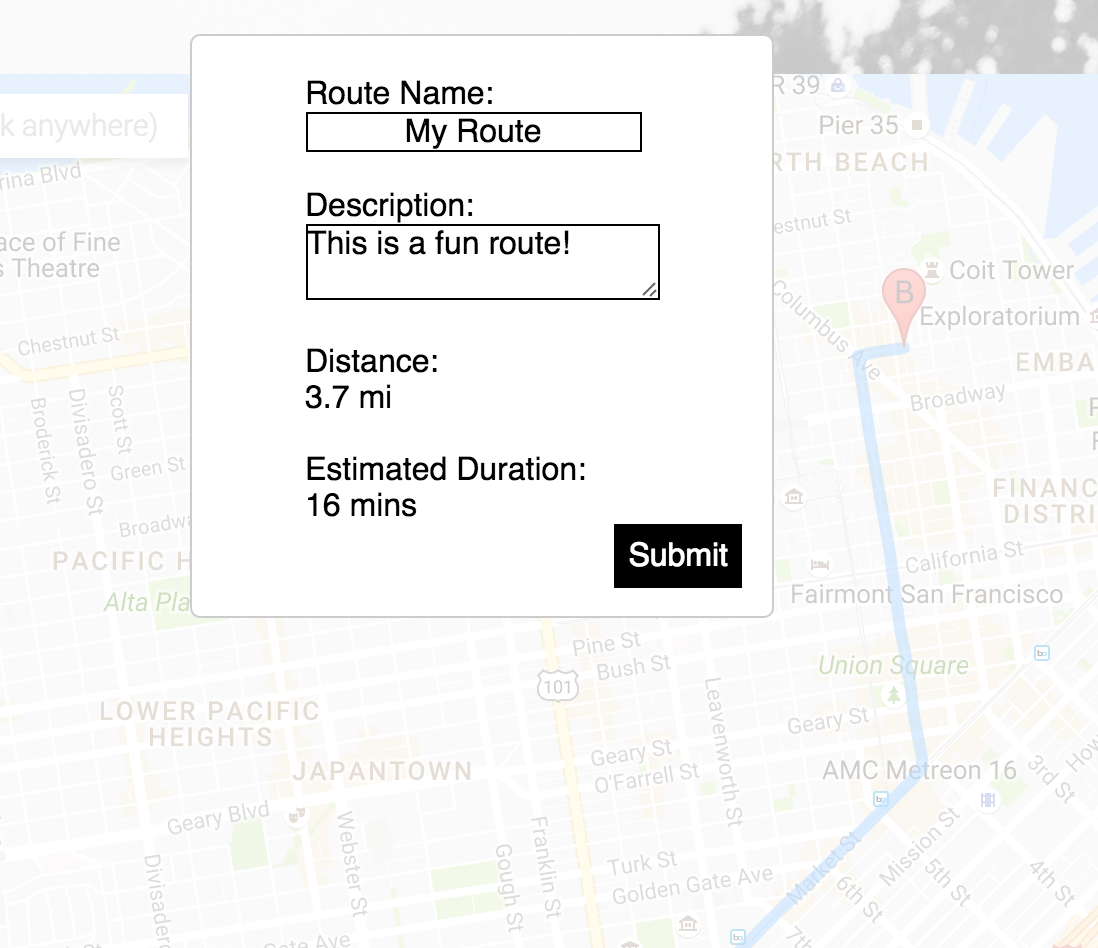 Route Name:
My Route
Description:
This is a fun route!
Distance:
3.7 mi
Estimated Duration:
16 mins
Submit
k anywhere)
rina Blvd
ace of Fine
s Theatre
Chestnut St
Scott St
Divisadero St
Broderick St
Green St
Broadwa
PACIFIC H
Alta Pla
R 39
Pier 35
RTH BEACH
estnut St
Coit Tower
B
Exploratorium
Columbus Ave
EMBA
Broadway
FINANC
DISTRI
California St
Fairmont San Francisco
Pine St
Bush St
Union Square
101
Leavenworth St
LOWER PACIFIC
HEIGHTS
Geary St
Geary St
O'Farrell St
JAPANTOWN
AMC Metreon 16
3rd St
How
Geary Blvd
Webster St
Franklin St
Gough St
Divisade
Turk St
Golden Gate Ave
Market St
Mission St
6th St
5th St
4th St
7th
Gate Ave